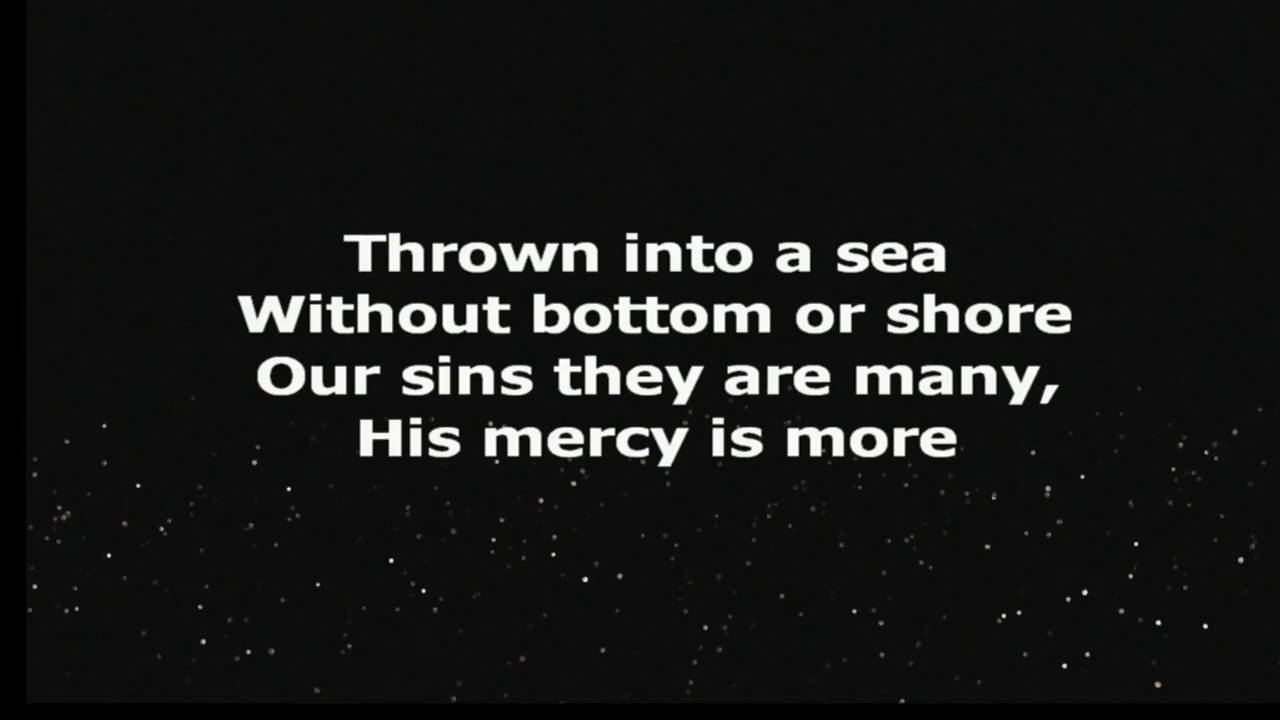 Thrown into a sea
Without bottom or shore
Our sins they are many,
His mercy is more